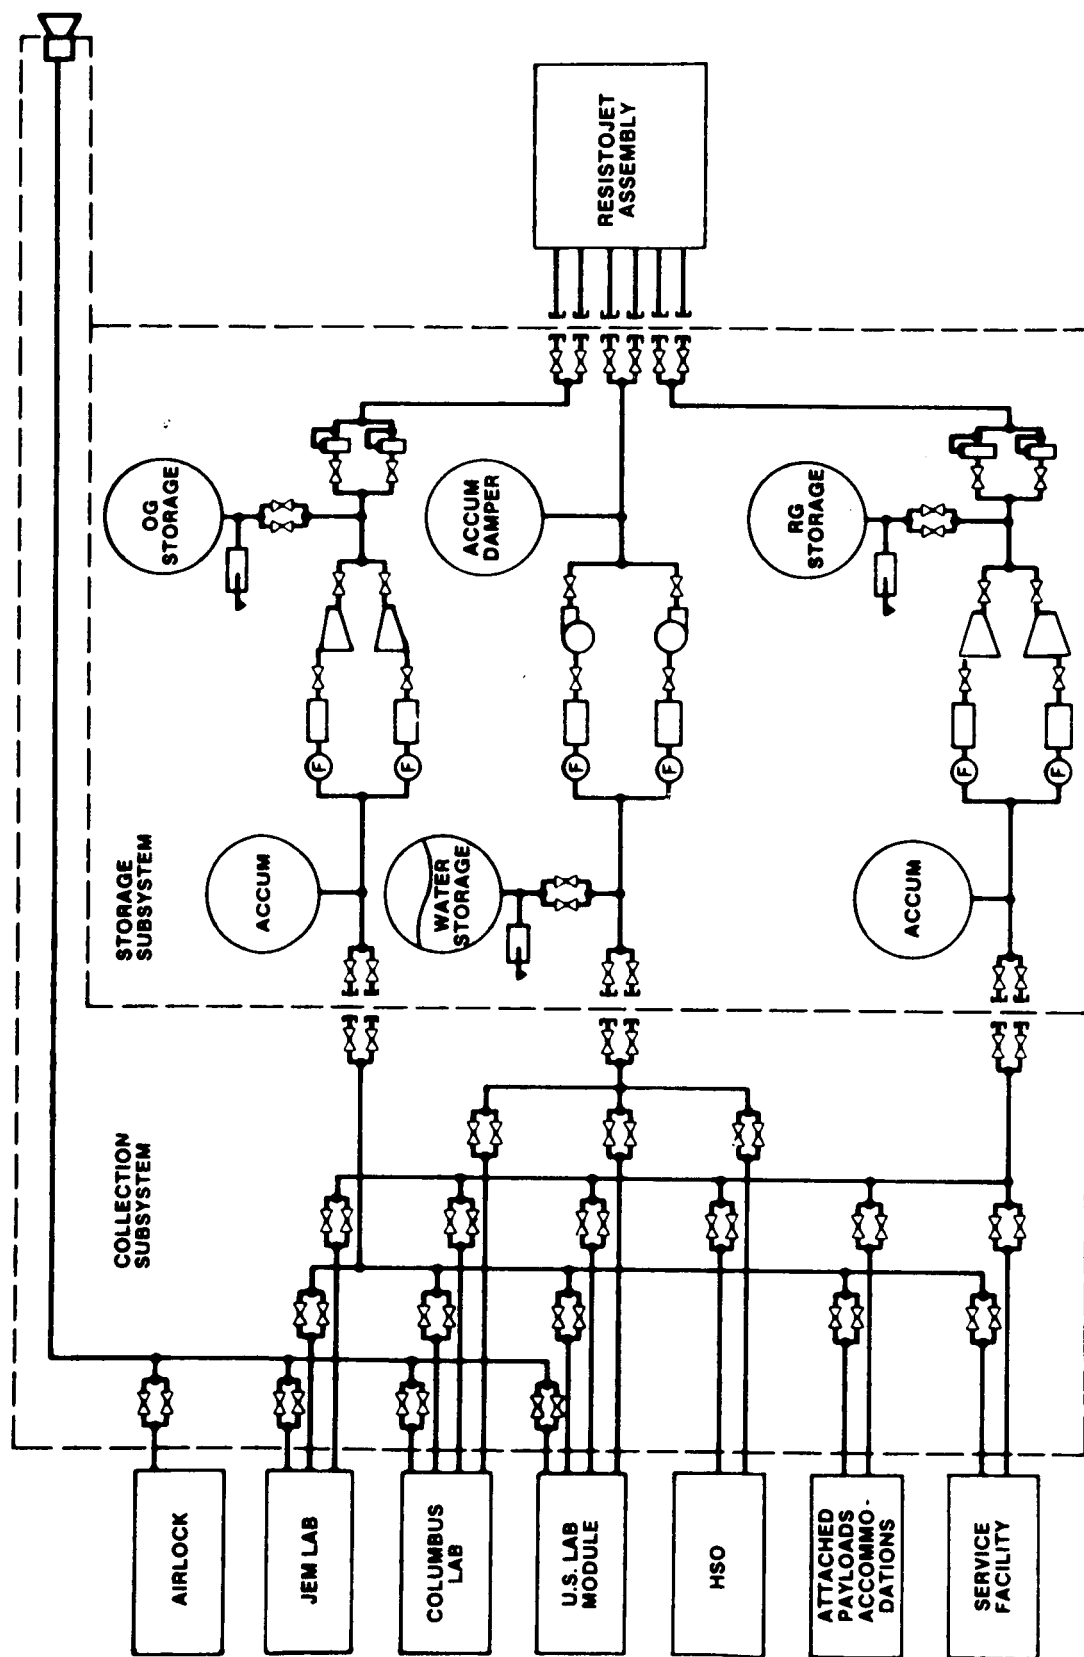 RESISTOJET
ASSEMBLY
STORAGE
SUBSYSTEM
OG
STORAGE
ACCUM
DAMPER
RG
STORAGE
F
F
F
F
F
F
ACCUM
WATER
STORAGE
ACCUM
COLLECTION
SUBSYSTEM
AIRLOCK
JEM LAB
COLUMBUS
LAB
U.S. LAB
MODULE
HSO
ATTACHED
PAYLOADS
ACCOMMO-
DATIONS
SERVICE
FACILITY